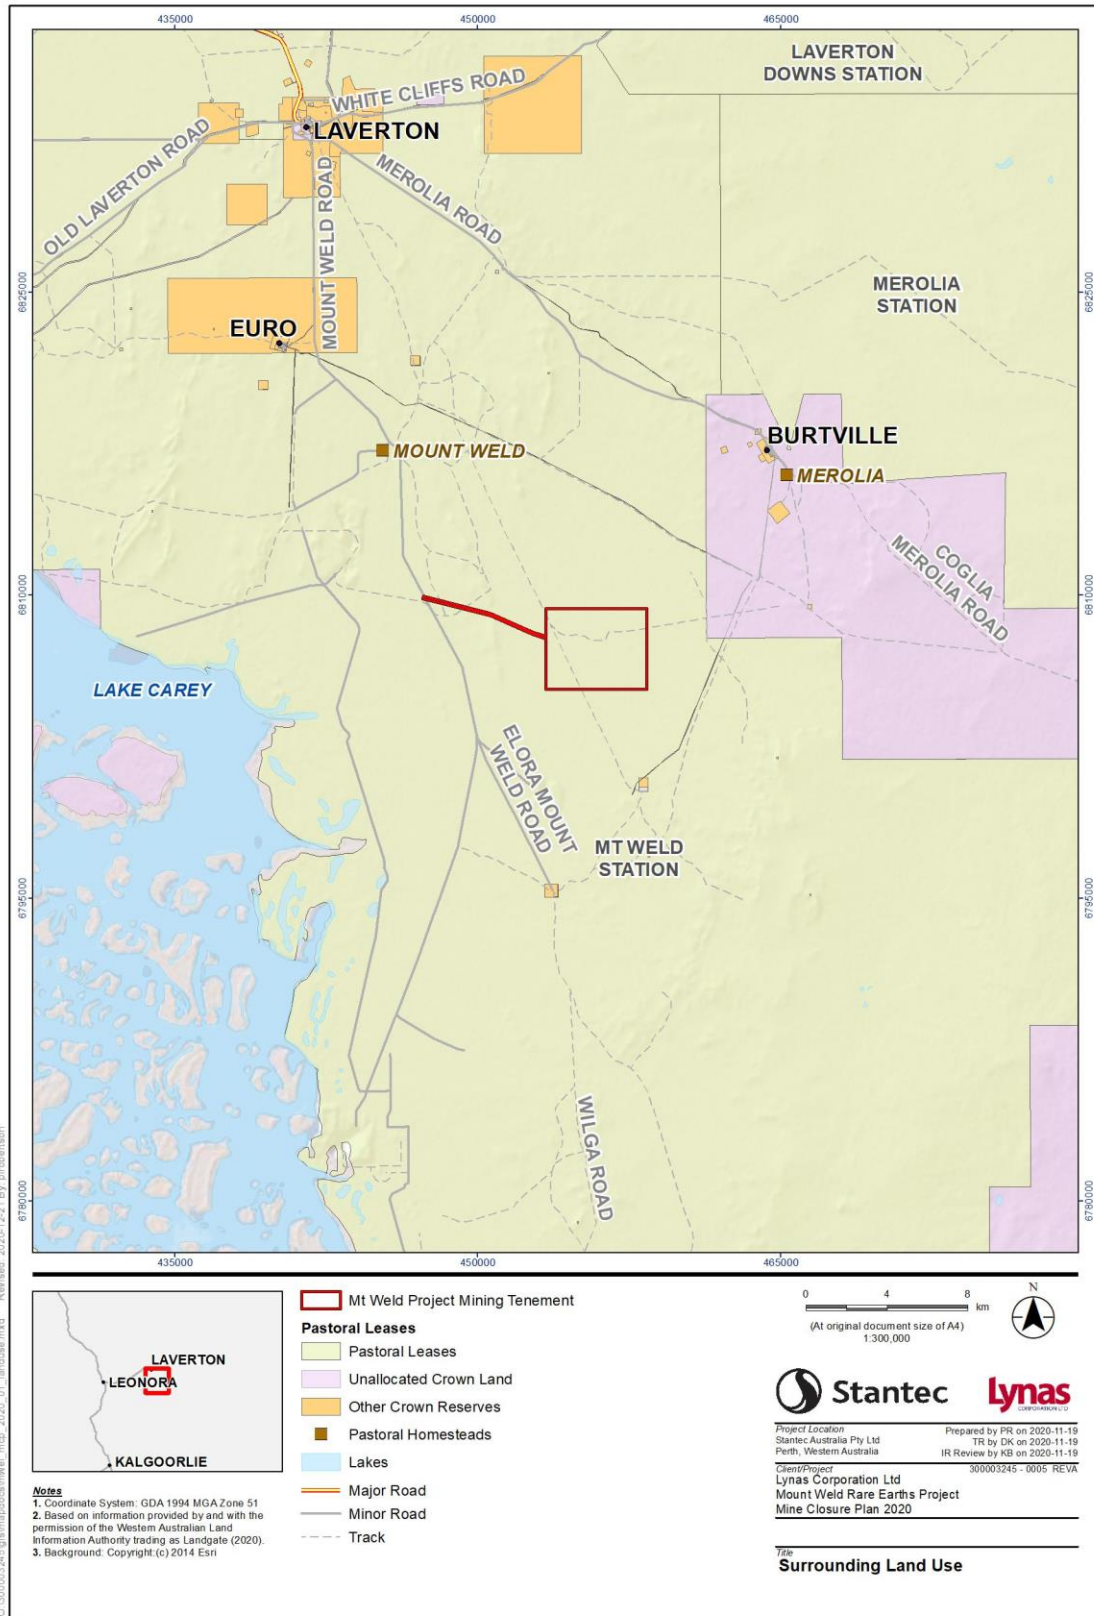 435000 450000 465000
LAVERTON
DOWNS STATION
WHITE CLIFFS ROAD
LAVERTON
OLD LAVERTON ROAD
MOUNT WELD ROAD
MEROLIA ROAD
MEROLIA
STATION
6825000 6825000
EURO
BURTVILLE
MOUNT WELD
MEROLIA
COGLIA
MEROLIA ROAD
6810000 6810000
LAKE CAREY
ELORA MOUNT
WELD ROAD
MT WELD
STATION
6795000 6795000
WILGA ROAD
6780000 6780000
435000 450000 465000
LAVERTON
LEONORA
KALGOORLIE
Notes
1. Coordinate System: GDA 1994 MGA Zone 51
2. Based on information provided by and with the
permission of the Western Australian Land
Information Authority trading as Landgate (2020).
3. Background: Copyright:(c) 2014 Esri
Mt Weld Project Mining Tenement
Pastoral Leases
Pastoral Leases
Unallocated Crown Land
Other Crown Reserves
Pastoral Homesteads
Lakes
Major Road
Minor Road
Track
0 4 8
km
(At original document size of A4)
1:300,000
N
Stantec
Lynas
CORPORATION LTD
Project Location
Stantec Australia Pty Ltd
Perth, Western Australia
Prepared by PR on 2020-11-19
TR by DK on 2020-11-19
IR Review by KB on 2020-11-19
Client/Project
300003245 - 0005 REVA
Lynas Corporation Ltd
Mount Weld Rare Earths Project
Mine Closure Plan 2020
Title
Surrounding Land Use